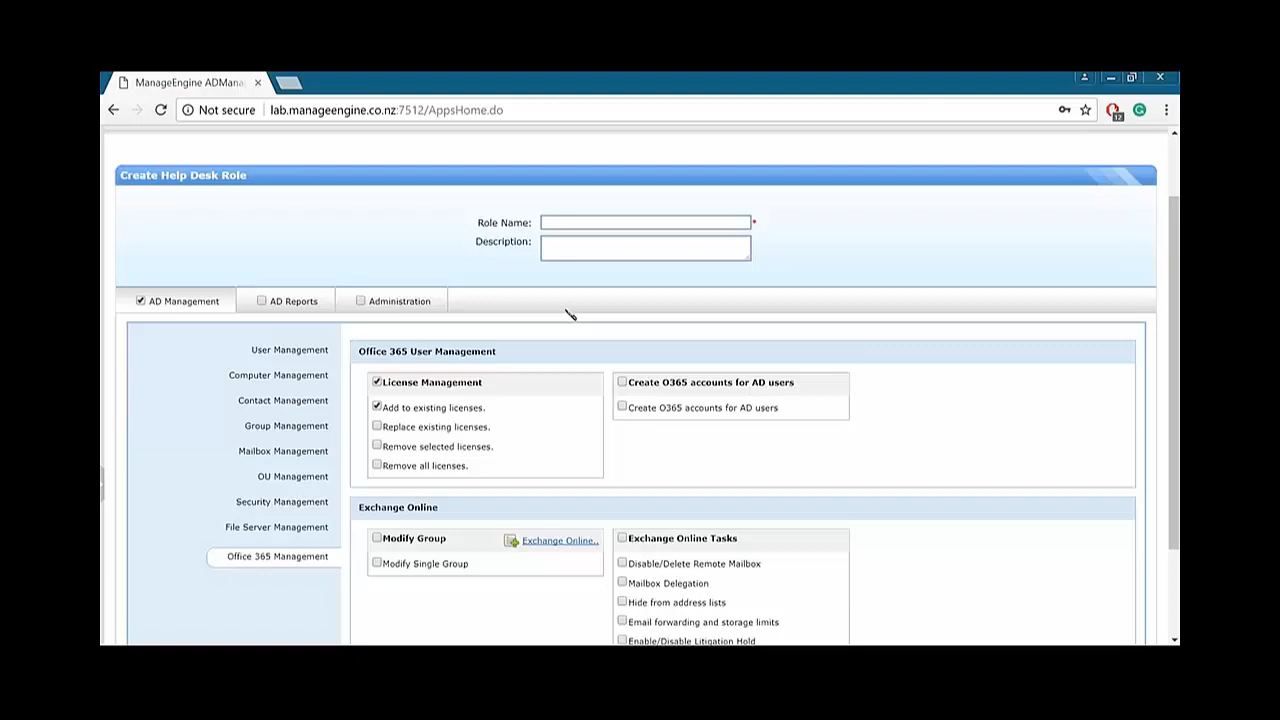 ManageEngine ADMana
Not secure lab.manageengine.co.nz:7512/AppsHome.do
12
Create Help Desk Role
Role Name: *
Description:
AD Management AD Reports Administration
User Management
Computer Management
Contact Management
Group Management
Mailbox Management
OU Management
Security Management
File Server Management
Office 365 Management
Office 365 User Management
License Management
Add to existing licenses.
Replace existing licenses.
Remove selected licenses.
Remove all licenses.
Create O365 accounts for AD users
Create O365 accounts for AD users
Exchange Online
Modify Group Exchange Online..
Modify Single Group
Exchange Online Tasks
Disable/Delete Remote Mailbox
Mailbox Delegation
Hide from address lists
Email forwarding and storage limits
Enable/Disable Litigation Hold